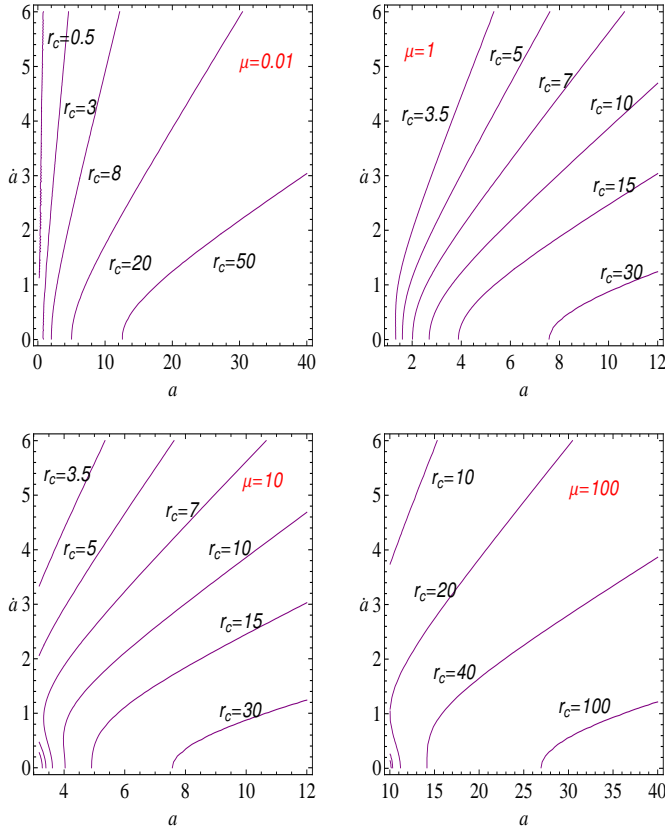 r_c=0.5
μ=0.01
r_c=3
r_c=8
r_c=20
r_c=50
ȧ
6
5
4
3
2
1
0
0 10 20 30 40
a
μ=1
r_c=5
r_c=7
r_c=3.5
r_c=10
r_c=15
r_c=30
ȧ
6
5
4
3
2
1
0
2 4 6 8 10 12
a
r_c=3.5
μ=10
r_c=7
r_c=5
r_c=10
r_c=15
r_c=30
ȧ
6
5
4
3
2
1
0
4 6 8 10 12
a
r_c=10
μ=100
r_c=20
r_c=40
r_c=100
ȧ
6
5
4
3
2
1
0
10 15 20 25 30 35 40
a